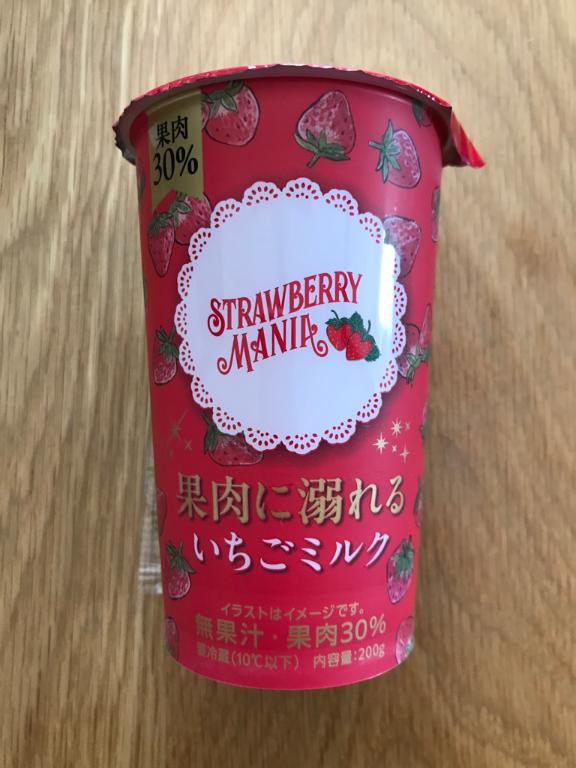 果肉
30%
STRAWBERRY
MANIA
果肉に溺れる
いちごミルク
イラストはイメージです。
無果汁・果肉30%
要冷蔵(10℃以下) 内容量:200g